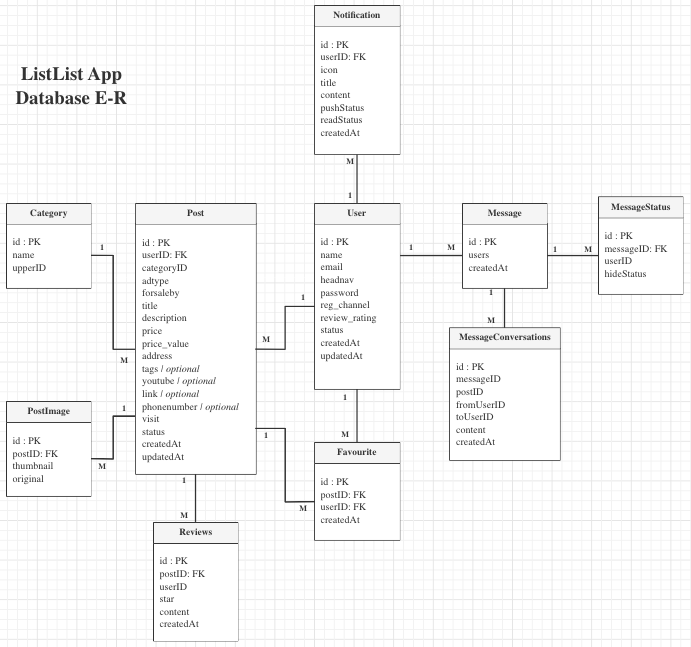 ListList App
Database E-R
Notification
id : PK
userID: FK
icon
title
content
pushStatus
readStatus
createdAt
M
1
Category
id : PK
name
upperID
1
M
Post
id : PK
userID: FK
categoryID
adtype
forsaleby
title
description
price
price_value
address
tags / optional
youtube / optional
link / optional
phonenumber / optional
visit
status
createdAt
updatedAt
1
M
User
id : PK
name
email
headnav
password
reg_channel
review_rating
status
createdAt
updatedAt
1
M
Message
id : PK
users
createdAt
1
M
MessageStatus
id : PK
messageID: FK
userID
hideStatus
1
M
MessageConversations
id : PK
messageID
postID
fromUserID
toUserID
content
createdAt
PostImage
id : PK
postID: FK
thumbnail
original
1
M
1
M
1
M
Favourite
id : PK
postID: FK
userID: FK
createdAt
1
M
Reviews
id : PK
postID: FK
userID
star
content
createdAt